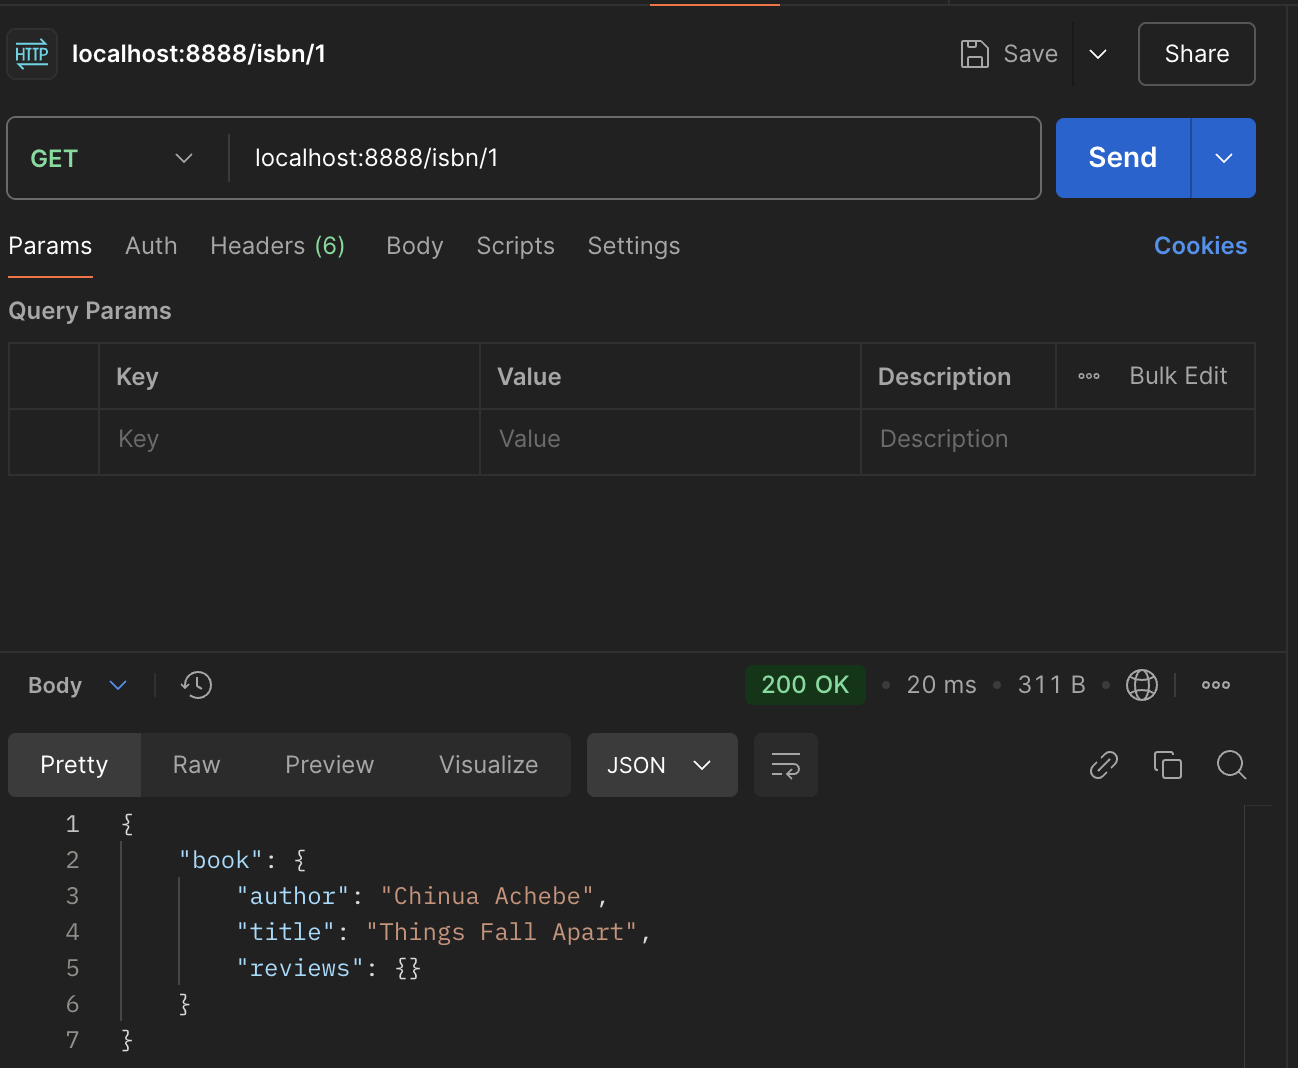 HTTP localhost:8888/isbn/1 Save Share
GET localhost:8888/isbn/1 Send
Params Auth Headers (6) Body Scripts Settings Cookies
Query Params
Key Value Description Bulk Edit
Key Value Description
Body 200 OK • 20 ms • 311 B •
Pretty Raw Preview Visualize JSON
1 {
2 "book": {
3 "author": "Chinua Achebe",
4 "title": "Things Fall Apart",
5 "reviews": {}
6 }
7 }